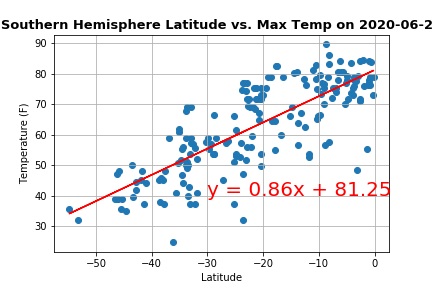 Southern Hemisphere Latitude vs. Max Temp on 2020-06-2
90
80
70
60
50
40
30
Temperature (F)
y = 0.86x + 81.25
−50 −40 −30 −20 −10 0
Latitude